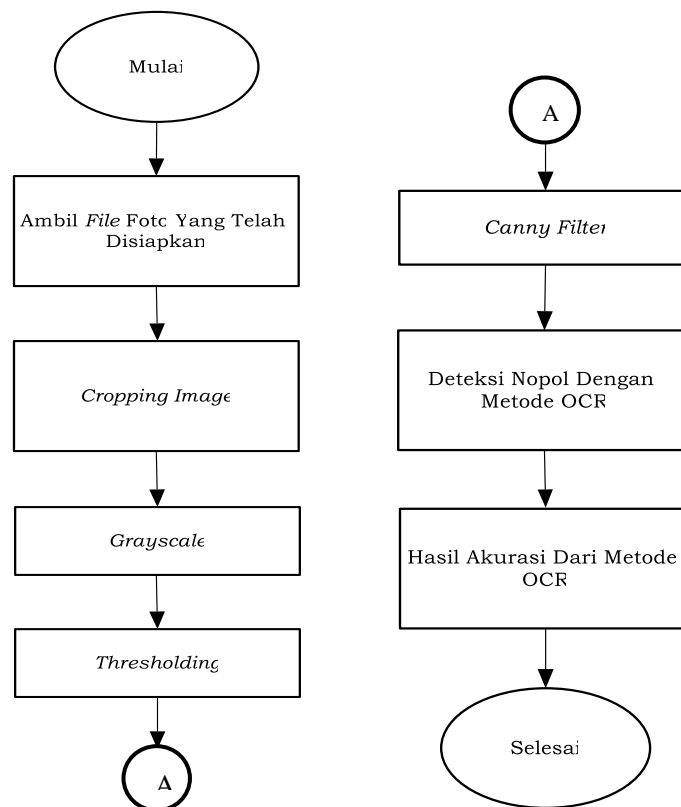 Mulai
Ambil File Foto Yang Telah
Disiapkan
Cropping Image
Grayscale
Thresholding
A
A
Canny Filter
Deteksi Nopol Dengan
Metode OCR
Hasil Akurasi Dari Metode
OCR
Selesai